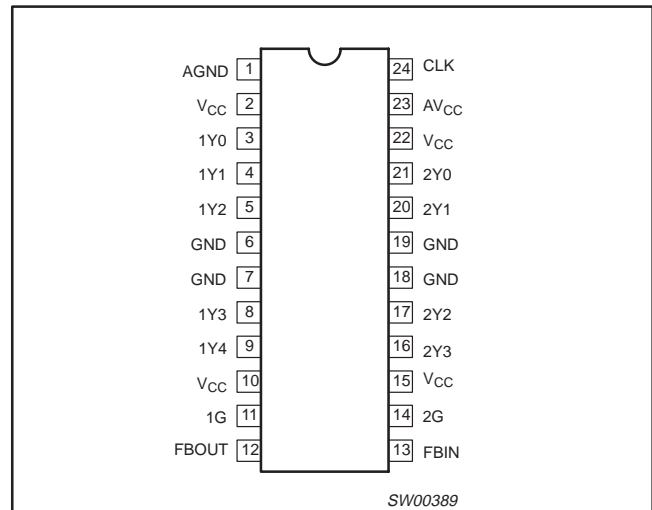 AGND 1 24 CLK
VCC 2 23 AVCC
1Y0 3 22 VCC
1Y1 4 21 2Y0
1Y2 5 20 2Y1
GND 6 19 GND
GND 7 18 GND
1Y3 8 17 2Y2
1Y4 9 16 2Y3
VCC 10 15 VCC
1G 11 14 2G
FBOUT 12 13 FBIN
SW00389